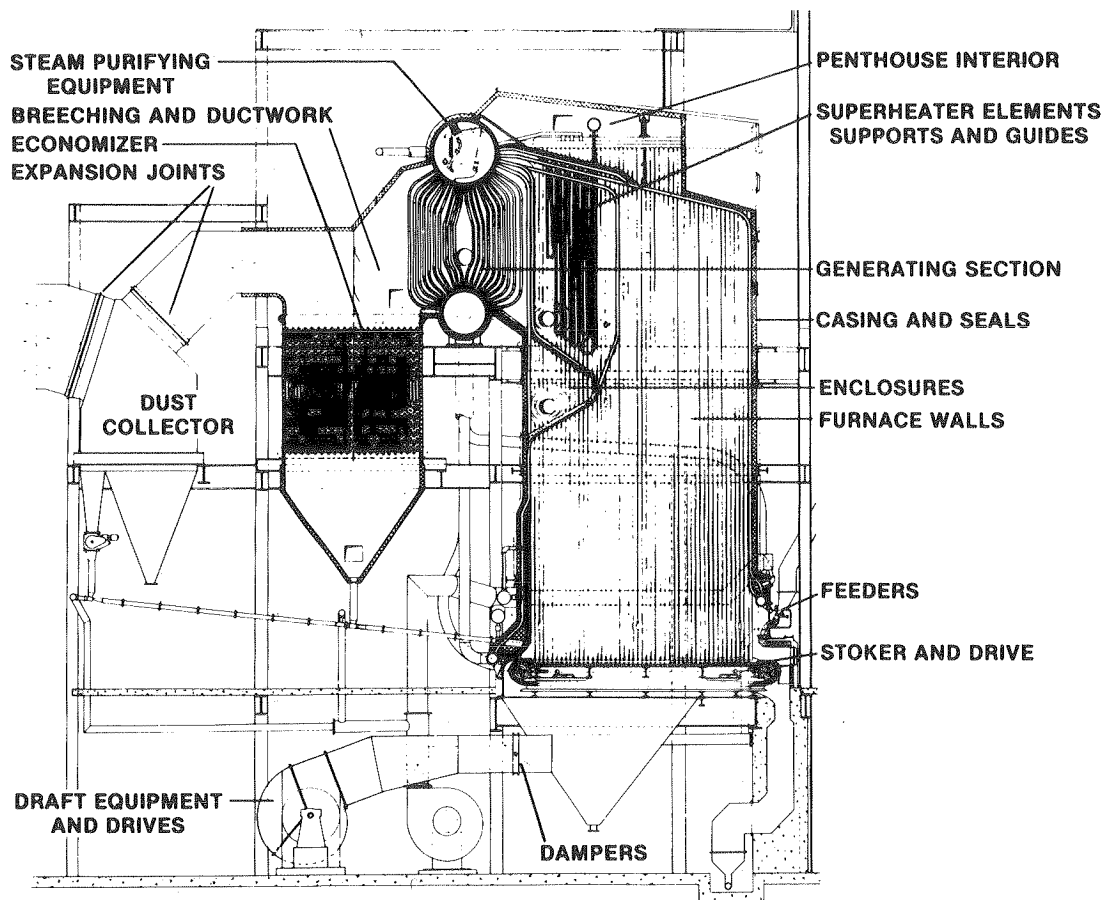 STEAM PURIFYING
EQUIPMENT
BREECHING AND DUCTWORK
ECONOMIZER
EXPANSION JOINTS
DUST
COLLECTOR
DRAFT EQUIPMENT
AND DRIVES
DAMPERS
PENTHOUSE INTERIOR
SUPERHEATER ELEMENTS
SUPPORTS AND GUIDES
GENERATING SECTION
CASING AND SEALS
ENCLOSURES
FURNACE WALLS
FEEDERS
STOKER AND DRIVE